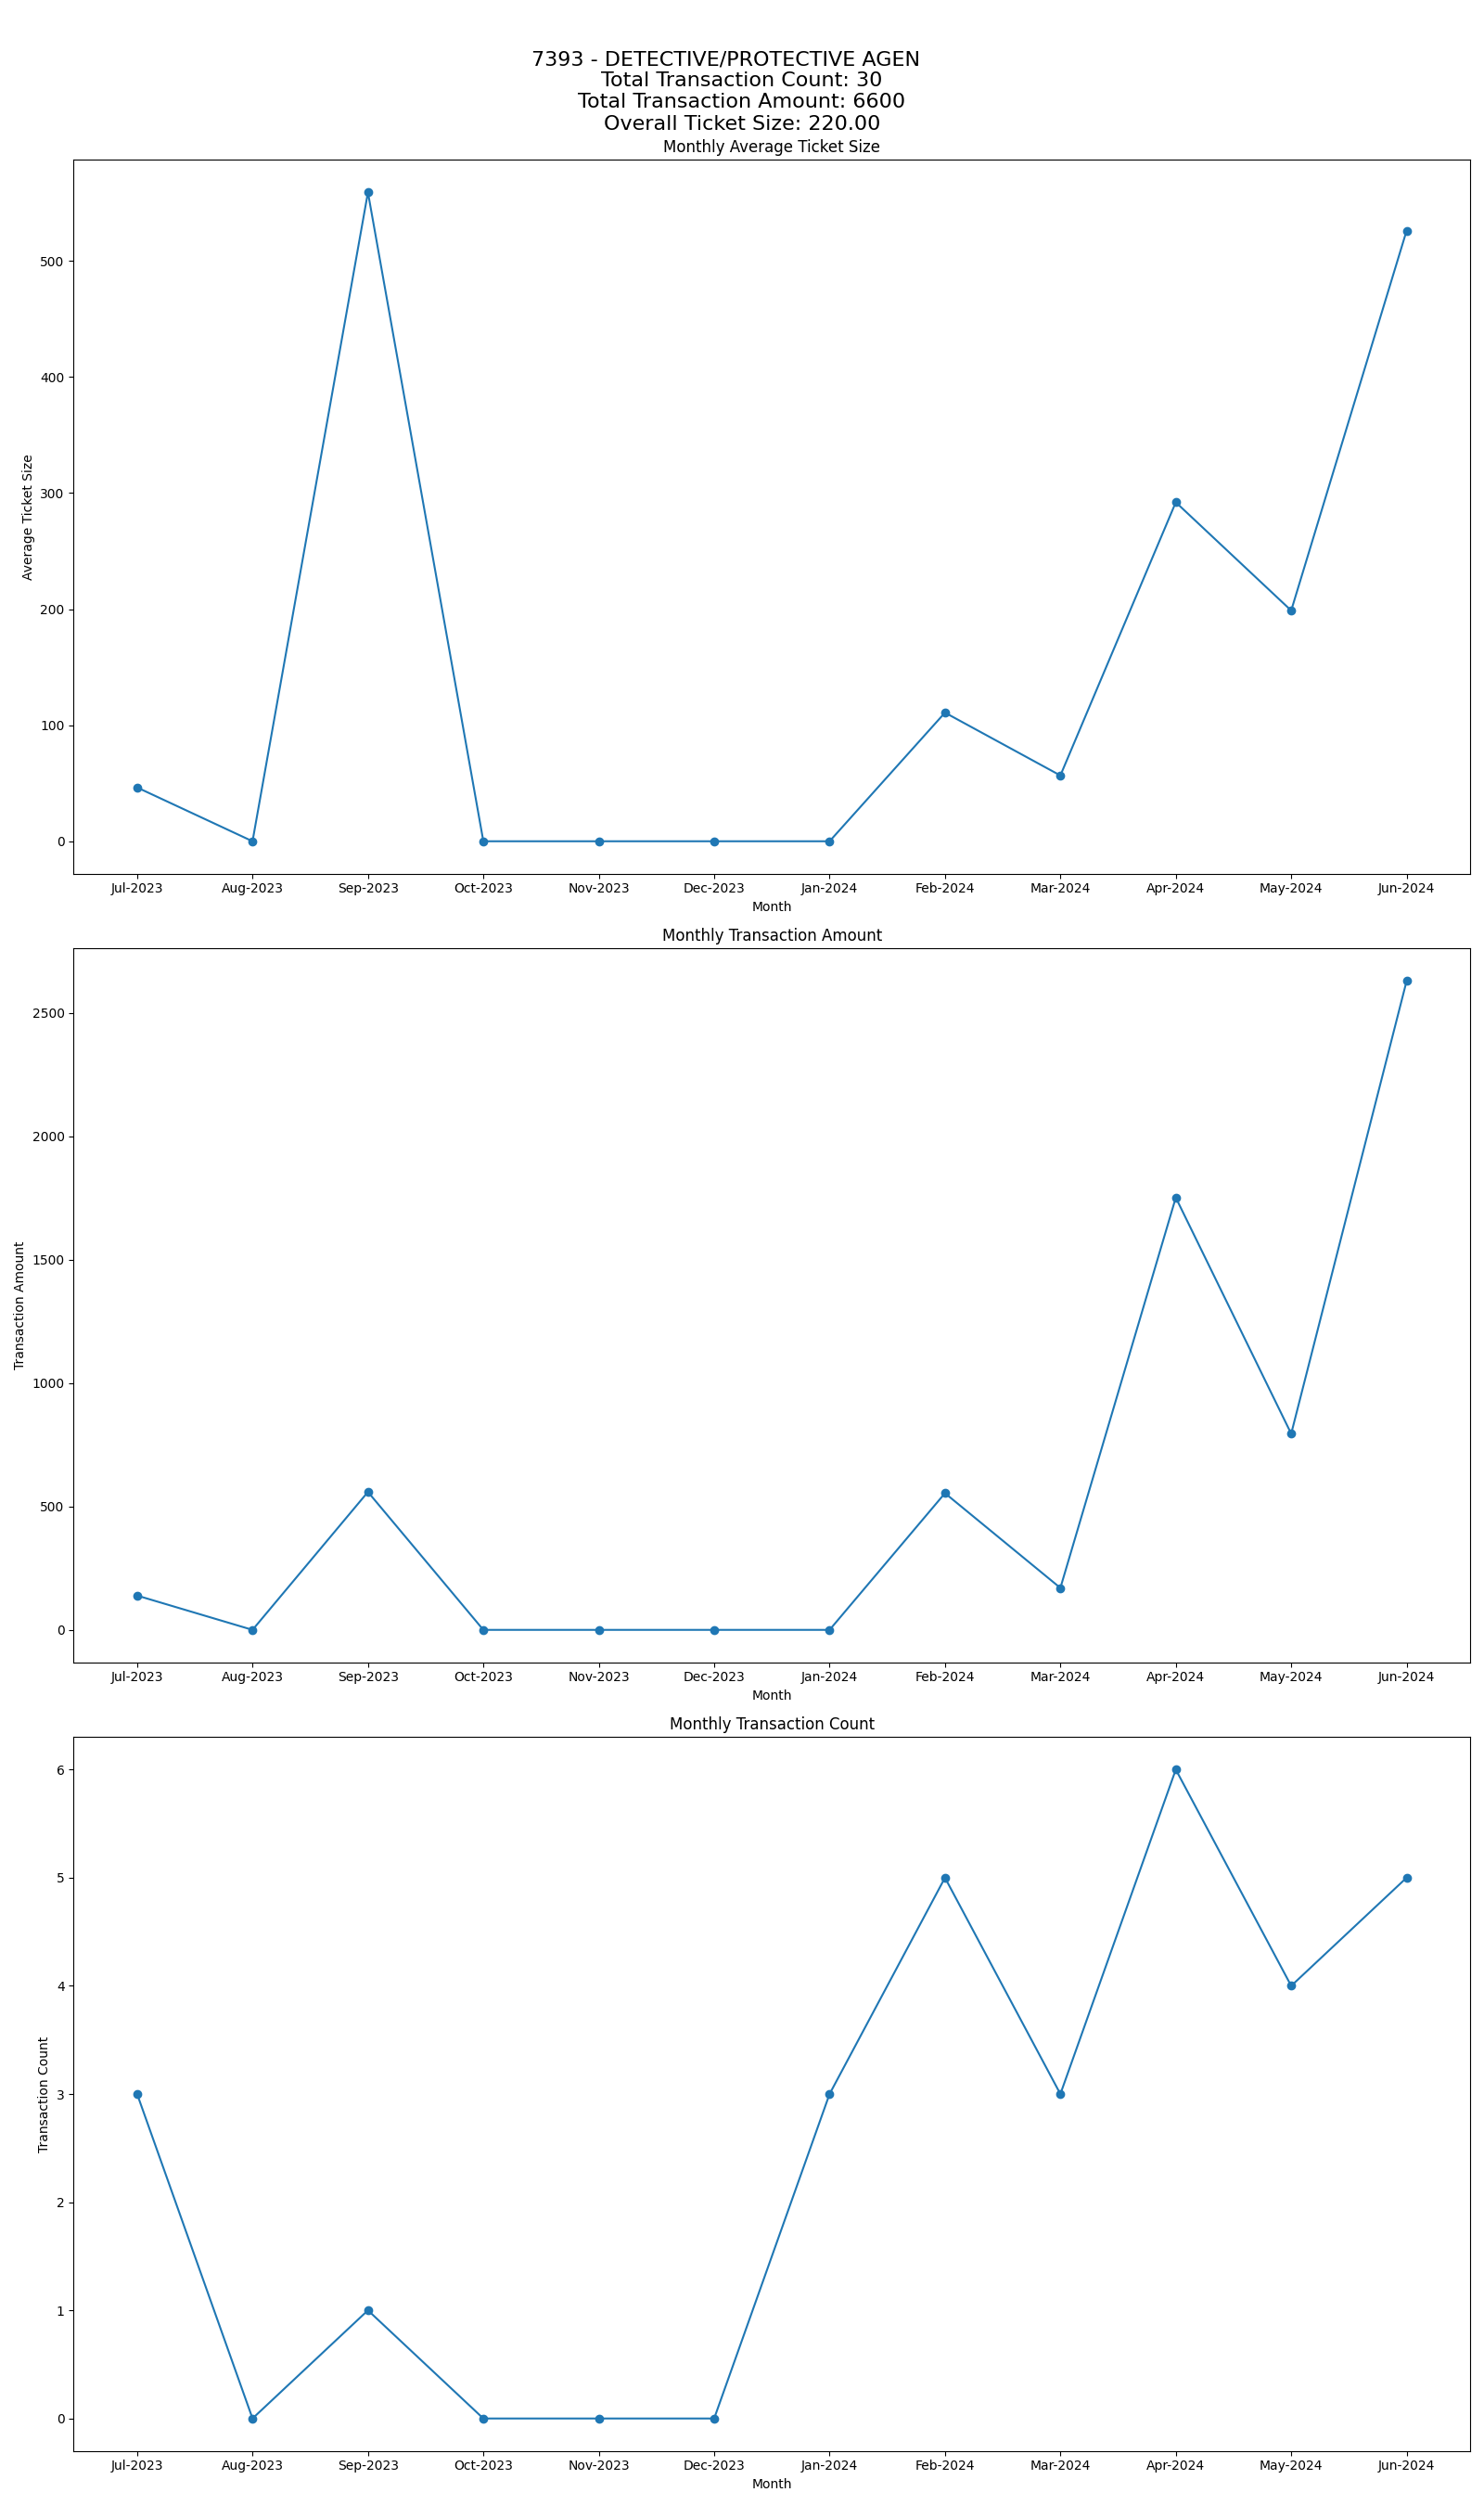 7393 - DETECTIVE/PROTECTIVE AGEN
Total Transaction Count: 30
Total Transaction Amount: 6600
Overall Ticket Size: 220.00
Monthly Average Ticket Size
500
400
300
200
100
0
Average Ticket Size
Jul-2023 Aug-2023 Sep-2023 Oct-2023 Nov-2023 Dec-2023 Jan-2024 Feb-2024 Mar-2024 Apr-2024 May-2024 Jun-2024
Month
Monthly Transaction Amount
2500
2000
1500
1000
500
0
Transaction Amount
Jul-2023 Aug-2023 Sep-2023 Oct-2023 Nov-2023 Dec-2023 Jan-2024 Feb-2024 Mar-2024 Apr-2024 May-2024 Jun-2024
Month
Monthly Transaction Count
6
5
4
3
2
1
0
Transaction Count
Jul-2023 Aug-2023 Sep-2023 Oct-2023 Nov-2023 Dec-2023 Jan-2024 Feb-2024 Mar-2024 Apr-2024 May-2024 Jun-2024
Month